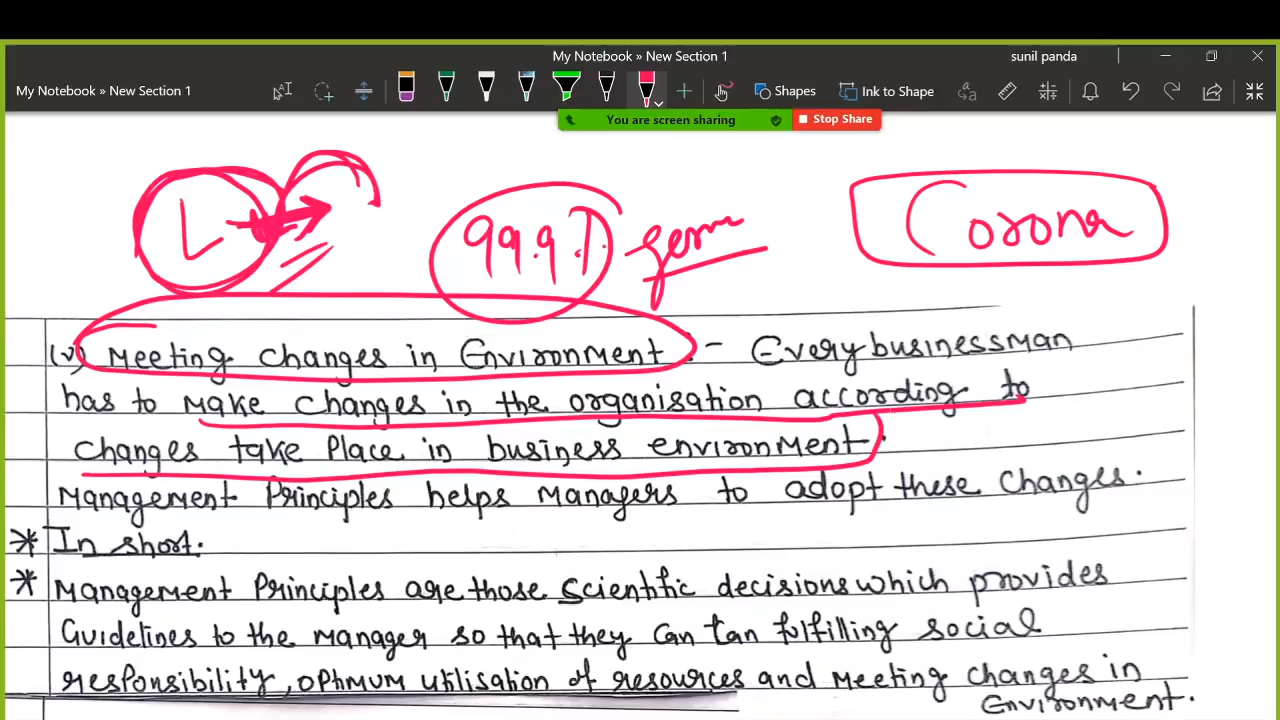 My Notebook » New Section 1
sunil panda
My Notebook » New Section 1
Shapes
Ink to Shape
You are screen sharing
Stop Share
L
99.9%
germ
Corona
(v) Meeting Changes in Environment :- Every businessman
has to make changes in the organisation according to
changes take Place in business environment.
Management Principles helps Managers to adopt these Changes.
* In short.
* Management Principles are those Scientific decisions which provides
Guidelines to the Manager so that they Can tan fulfilling social
responsibility, optimum utilisation of resources and Meeting changes in
Environment.